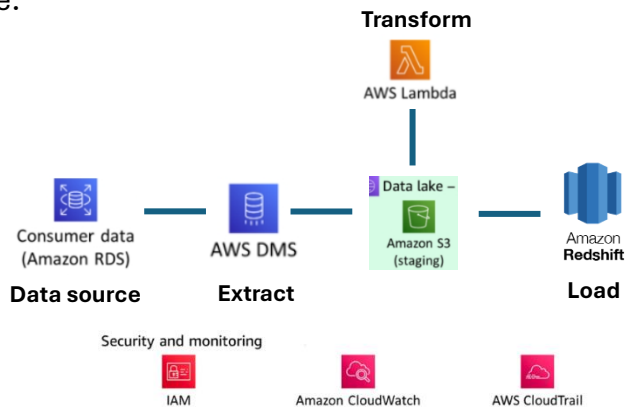 e:
Transform
AWS Lambda
Data lake –
Amazon S3
(staging)
Consumer data
(Amazon RDS)
AWS DMS
Amazon
Redshift
Data source
Extract
Load
Security and monitoring
IAM
Amazon CloudWatch
AWS CloudTrail